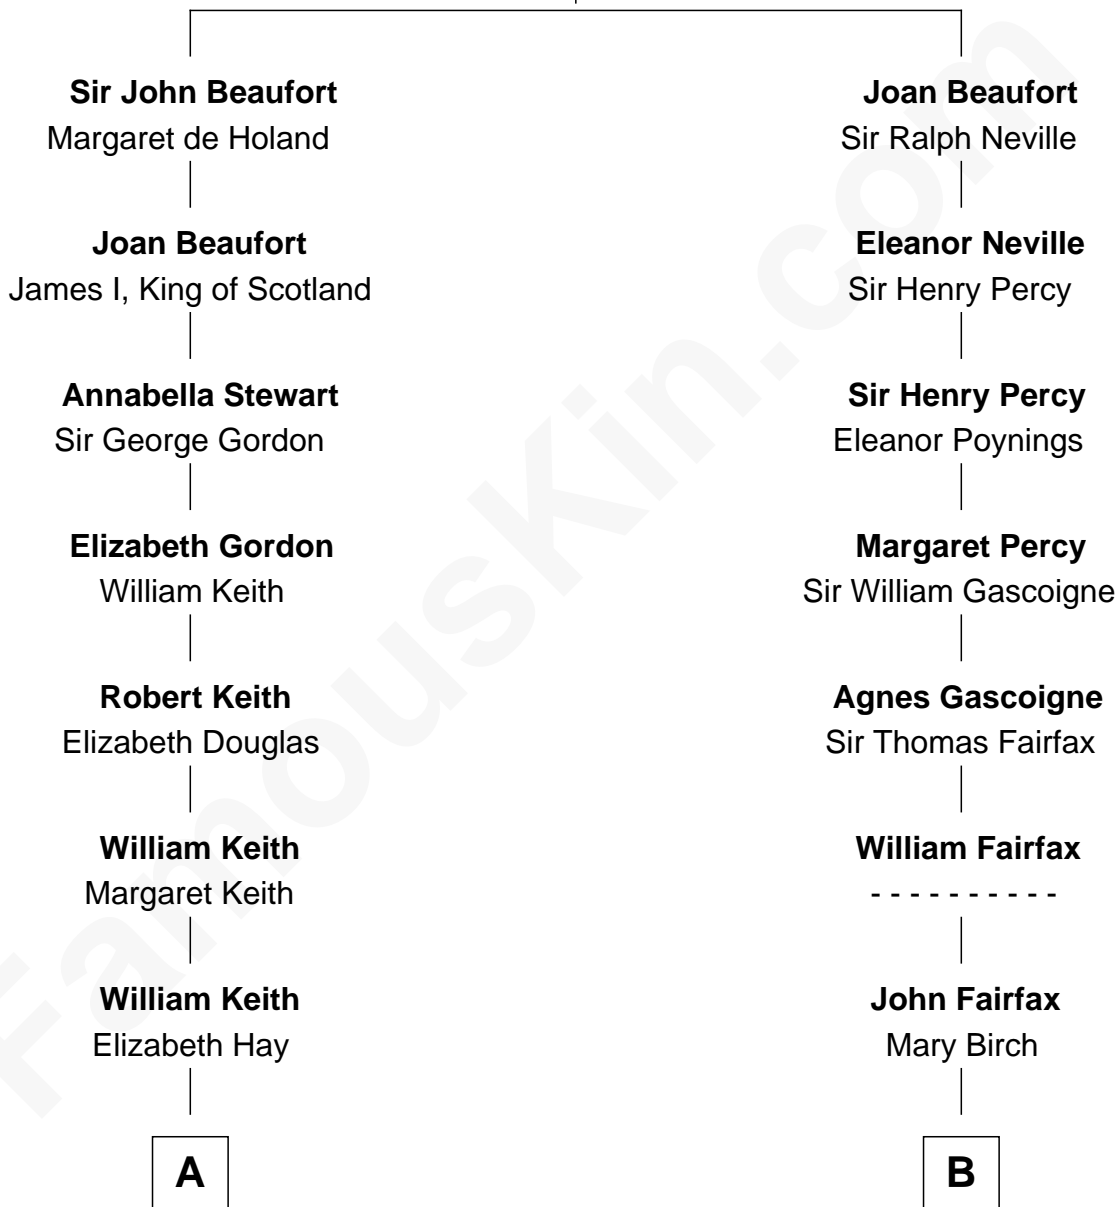 Sir John Beaufort
Margaret de Holand
Joan Beaufort
James I, King of Scotland
Annabella Stewart
Sir George Gordon
Elizabeth Gordon
William Keith
Robert Keith
Elizabeth Douglas
William Keith
Margaret Keith
William Keith
Elizabeth Hay
A
Joan Beaufort
Sir Ralph Neville
Eleanor Neville
Sir Henry Percy
Sir Henry Percy
Eleanor Poynings
Margaret Percy
Sir William Gascoigne
Agnes Gascoigne
Sir Thomas Fairfax
William Fairfax
- - - - - - - - - -
John Fairfax
Mary Birch
B
FamousKin.com